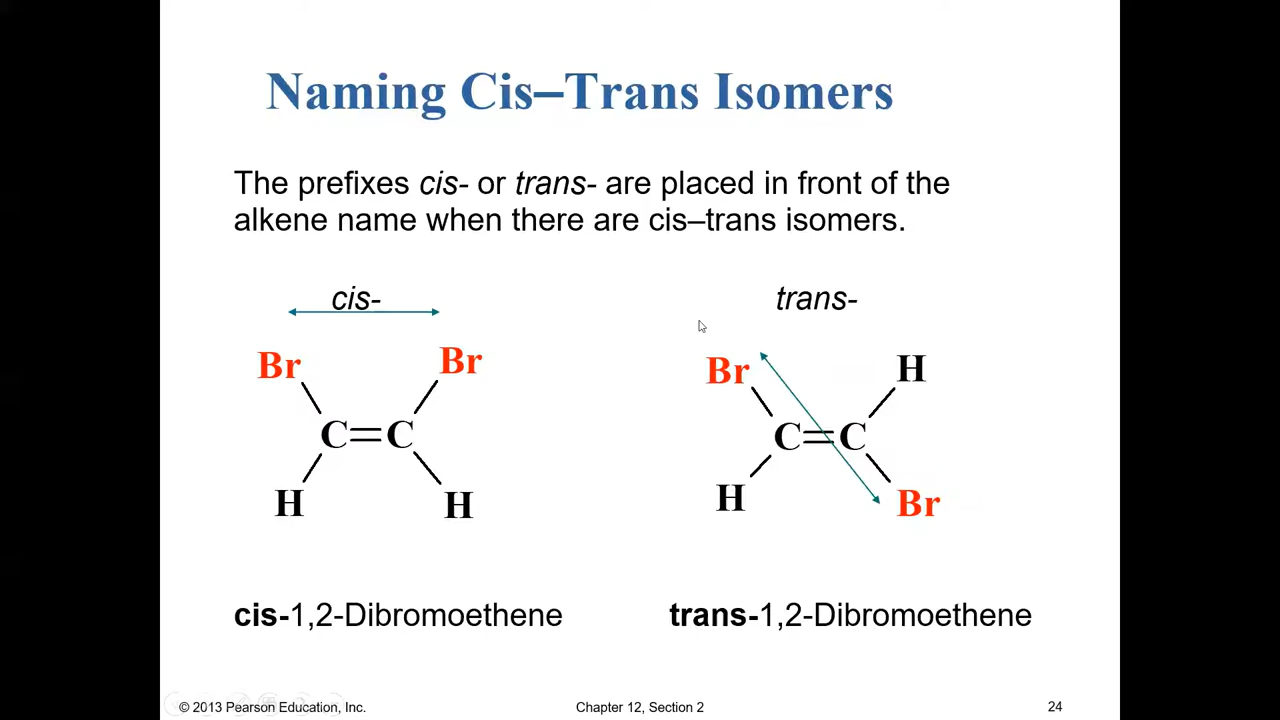 Naming Cis–Trans Isomers
The prefixes cis- or trans- are placed in front of the
alkene name when there are cis–trans isomers.
cis-
trans-
Br
Br
C=C
H
H
Br
H
C=C
H
Br
cis-1,2-Dibromoethene
trans-1,2-Dibromoethene
© 2013 Pearson Education, Inc.
Chapter 12, Section 2
24